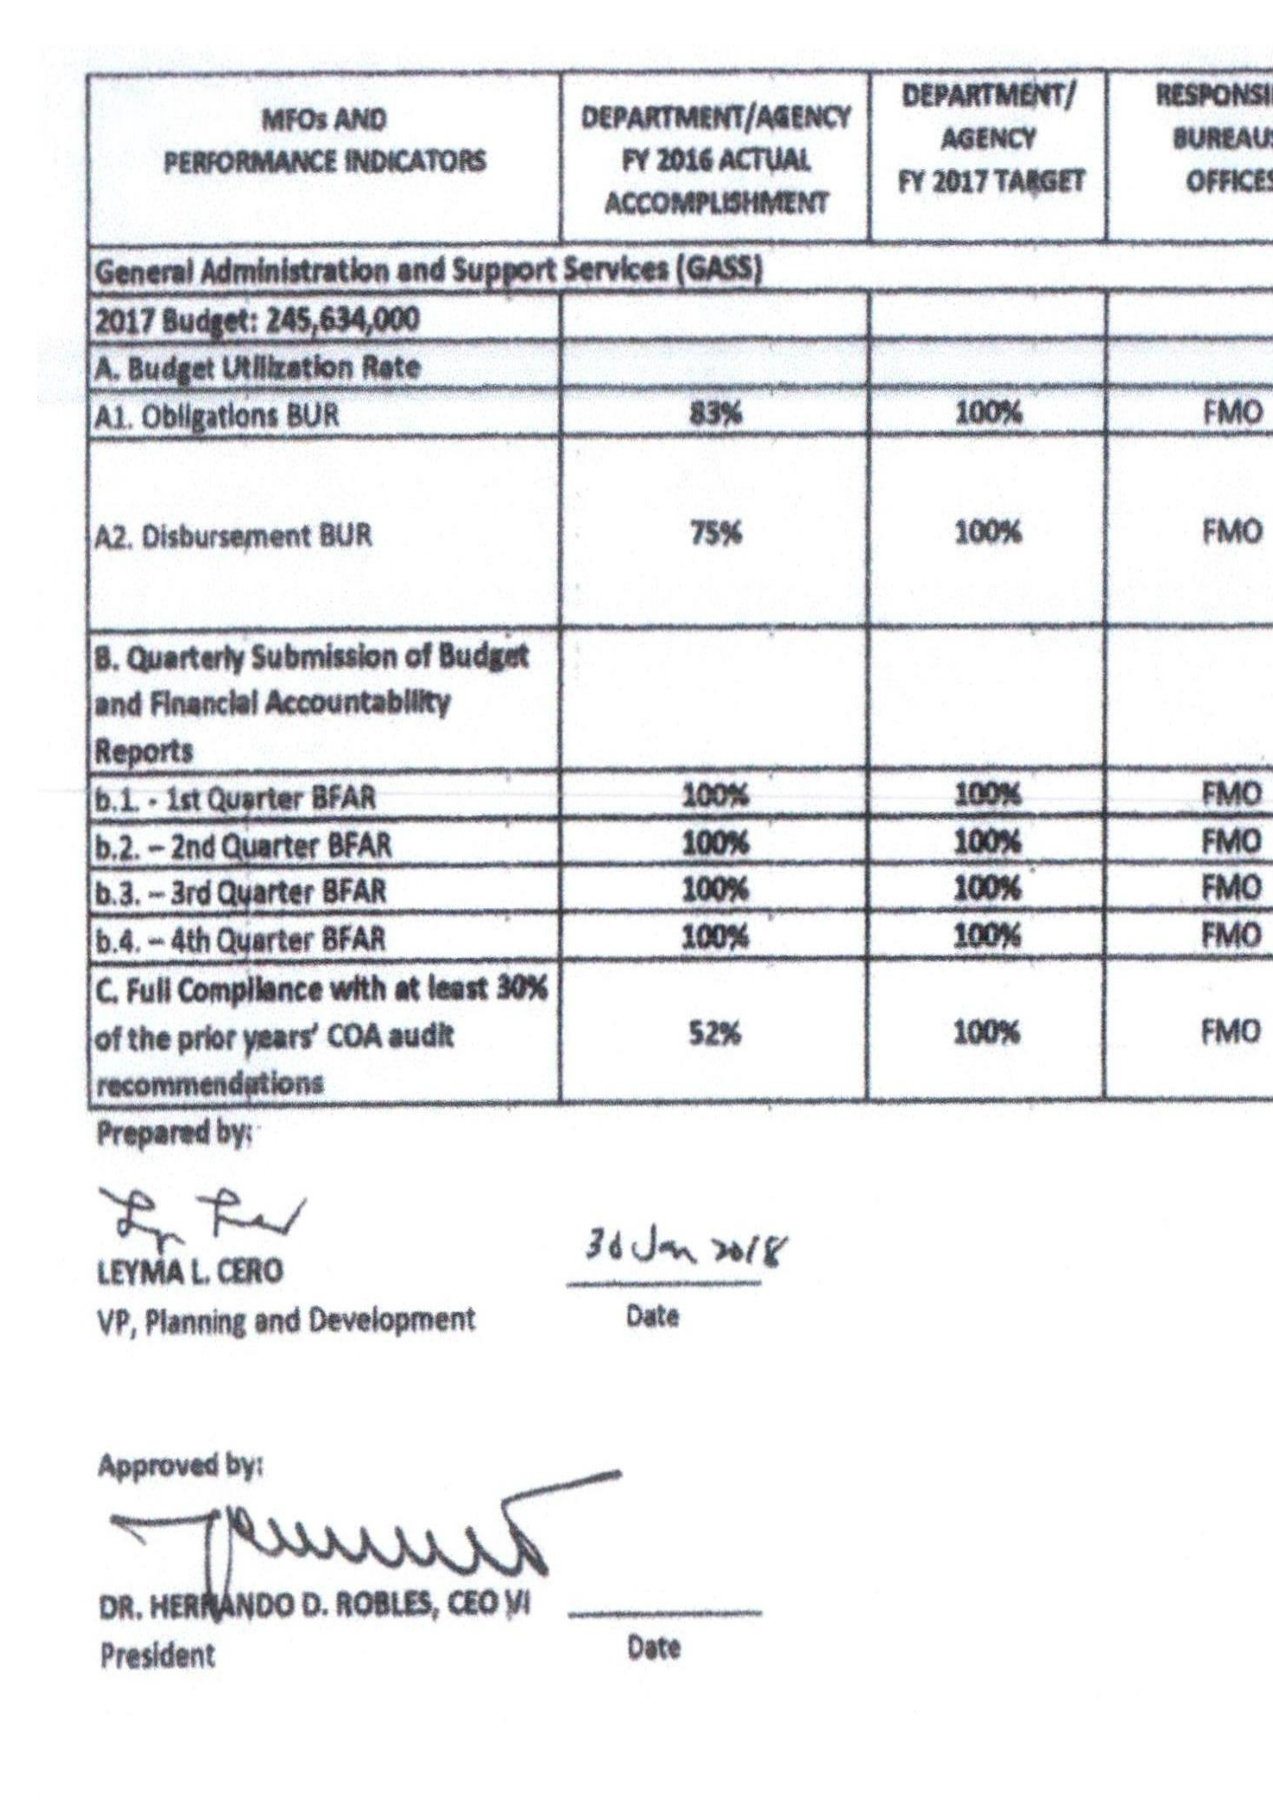 MFOs AND
PERFORMANCE INDICATORS
DEPARTMENT/AGENCY
FY 2016 ACTUAL
ACCOMPLISHMENT
DEPARTMENT/
AGENCY
FY 2017 TARGET
RESPONSI
BUREAU
OFFICES
General Administration and Support Services (GASS)
2017 Budget: 245,634,000
A. Budget Utilization Rate
A1. Obligations BUR 83% 100% FMO
A2. Disbursement BUR 75% 100% FMO
B. Quarterly Submission of Budget
and Financial Accountability
Reports
b.1. - 1st Quarter BFAR 100% 100% FMO
b.2. – 2nd Quarter BFAR 100% 100% FMO
b.3. – 3rd Quarter BFAR 100% 100% FMO
b.4. – 4th Quarter BFAR 100% 100% FMO
C. Full Compliance with at least 30%
of the prior years' COA audit
recommendations
52% 100% FMO
Prepared by:
30 Jan 2018
LEYMA L. CERO
VP, Planning and Development Date
Approved by:
DR. HERNANDO D. ROBLES, CEO VI
President Date